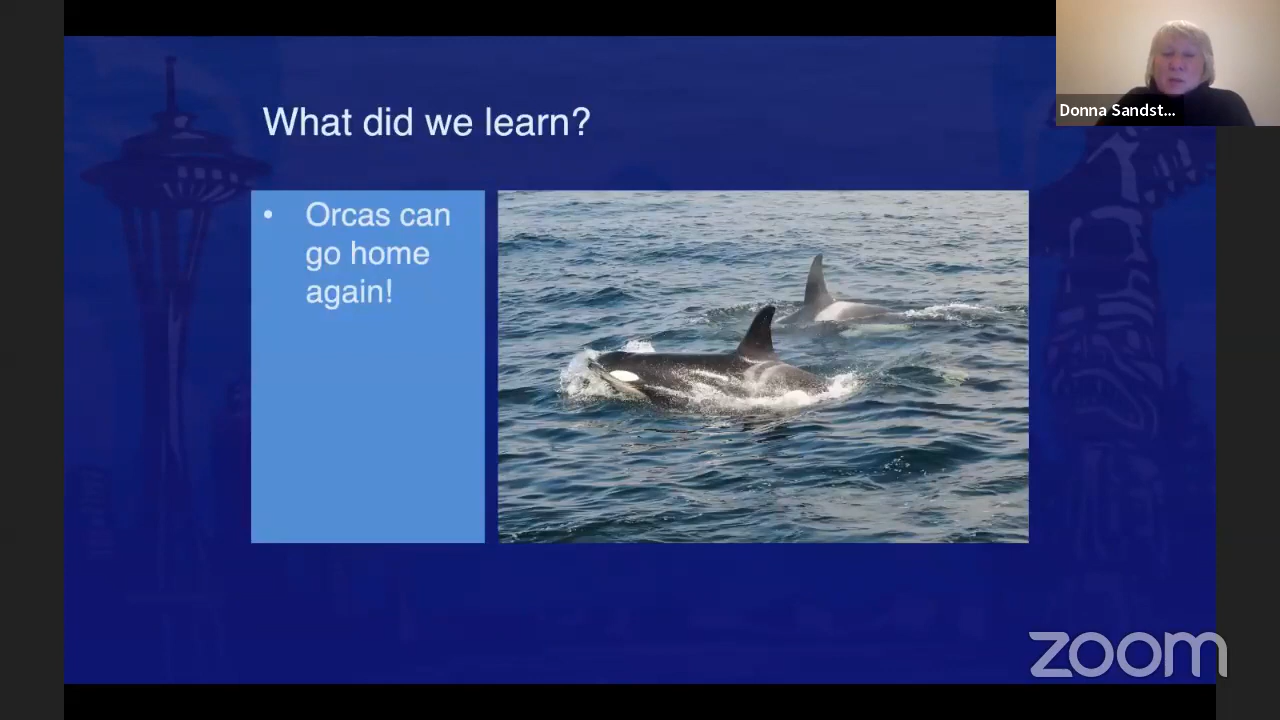 Donna Sandst...
What did we learn?
• Orcas can
go home
again!
zoom